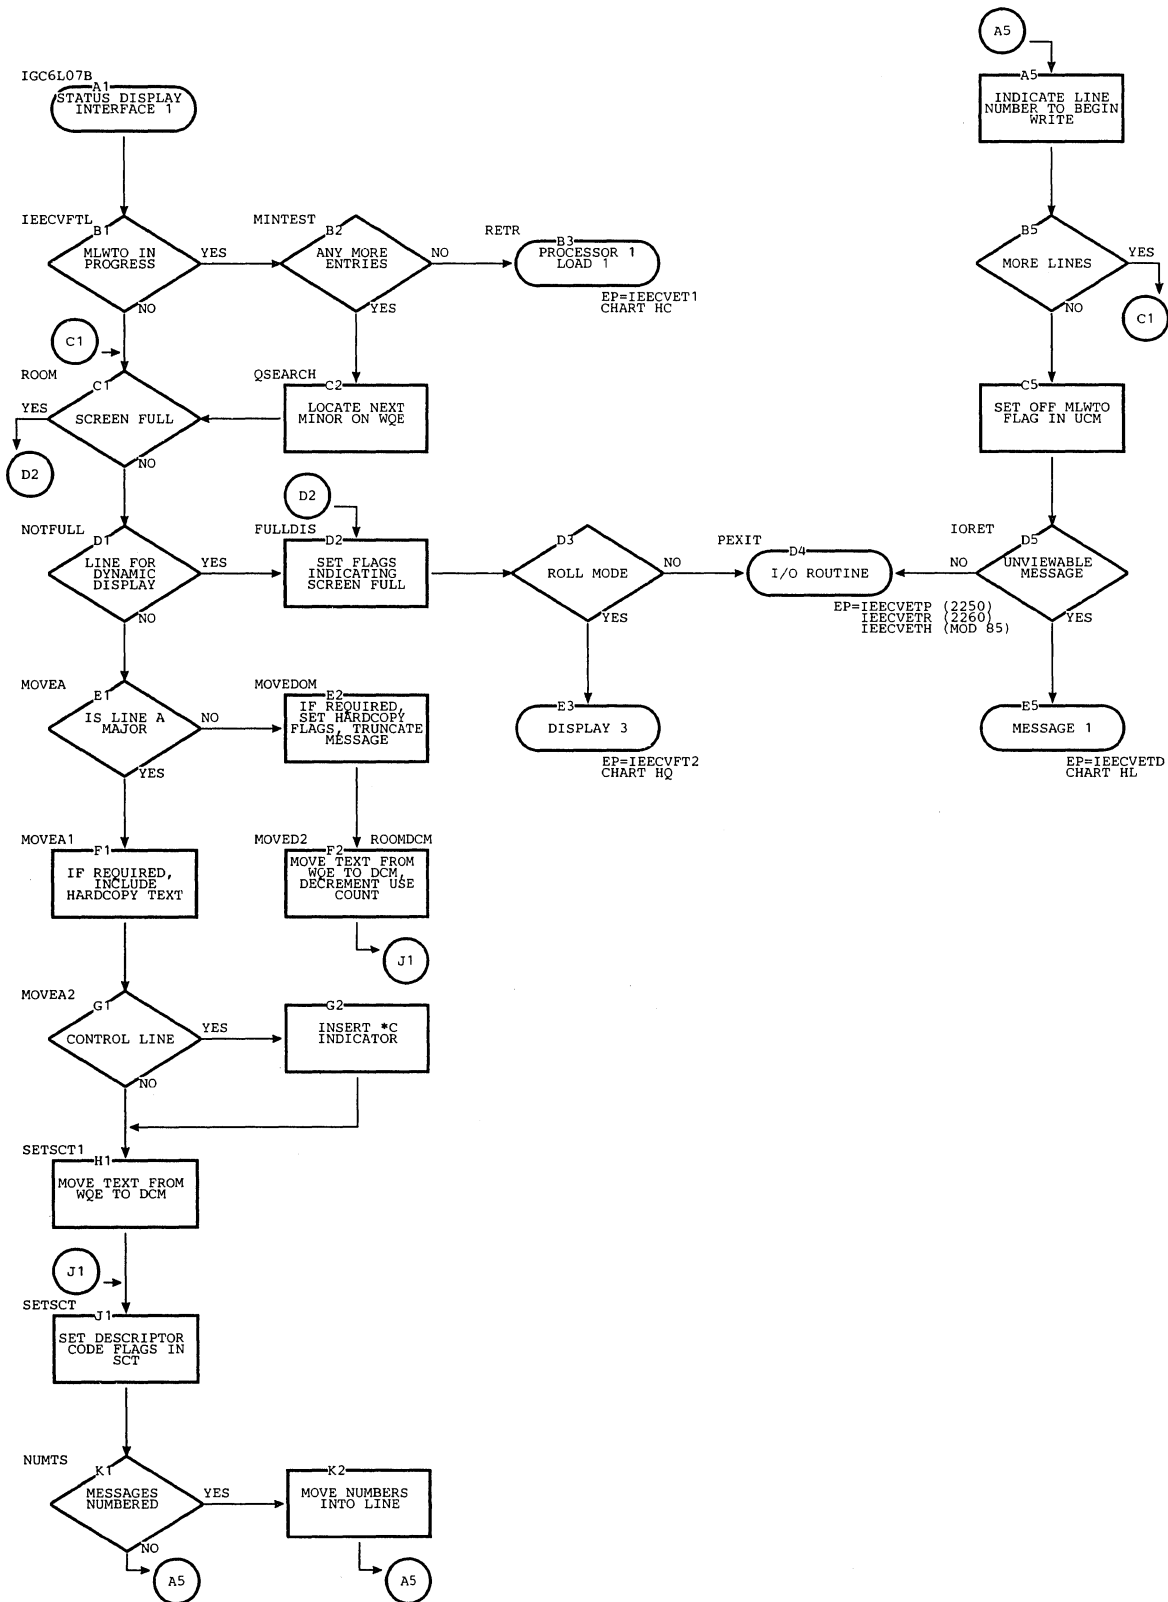 A5
IGC6L07B
A1
STATUS DISPLAY
INTERFACE 1
A5
INDICATE LINE
NUMBER TO BEGIN
WRITE
IEECVFTL
B1
MLWTO IN
PROGRESS
YES
NO
MINTEST
B2
ANY MORE
ENTRIES
NO
YES
RETR
B3
PROCESSOR 1
LOAD 1
EP=IEECVET1
CHART HC
B5
MORE LINES
YES
NO
C1
C1
ROOM
C1
SCREEN FULL
YES
NO
D2
QSEARCH
C2
LOCATE NEXT
MINOR ON WQE
C5
SET OFF MLWTO
FLAG IN UCM
D2
NOTFULL
D1
LINE FOR
DYNAMIC
DISPLAY
YES
NO
FULLDIS
D2
SET FLAGS
INDICATING
SCREEN FULL
D3
ROLL MODE
NO
YES
PEXIT
D4
I/O ROUTINE
EP=IEECVETP (2250)
IEECVETR (2260)
IEECVETH (MOD 85)
IORET
D5
UNVIEWABLE
MESSAGE
NO
YES
MOVEA
E1
IS LINE A
MAJOR
NO
YES
MOVEDOM
E2
IF REQUIRED,
SET HARDCOPY
FLAGS, TRUNCATE
MESSAGE
E3
DISPLAY 3
EP=IEECVFT2
CHART HQ
E5
MESSAGE 1
EP=IEECVETD
CHART HL
MOVEA1
F1
IF REQUIRED,
INCLUDE
HARDCOPY TEXT
MOVED2
ROOMDCM
F2
MOVE TEXT FROM
WQE TO DCM,
DECREMENT USE
COUNT
J1
MOVEA2
G1
CONTROL LINE
YES
NO
G2
INSERT *C
INDICATOR
SETSCT1
H1
MOVE TEXT FROM
WQE TO DCM
J1
SETSCT
J1
SET DESCRIPTOR
CODE FLAGS IN
SCT
NUMTS
K1
MESSAGES
NUMBERED
YES
NO
K2
MOVE NUMBERS
INTO LINE
A5
A5